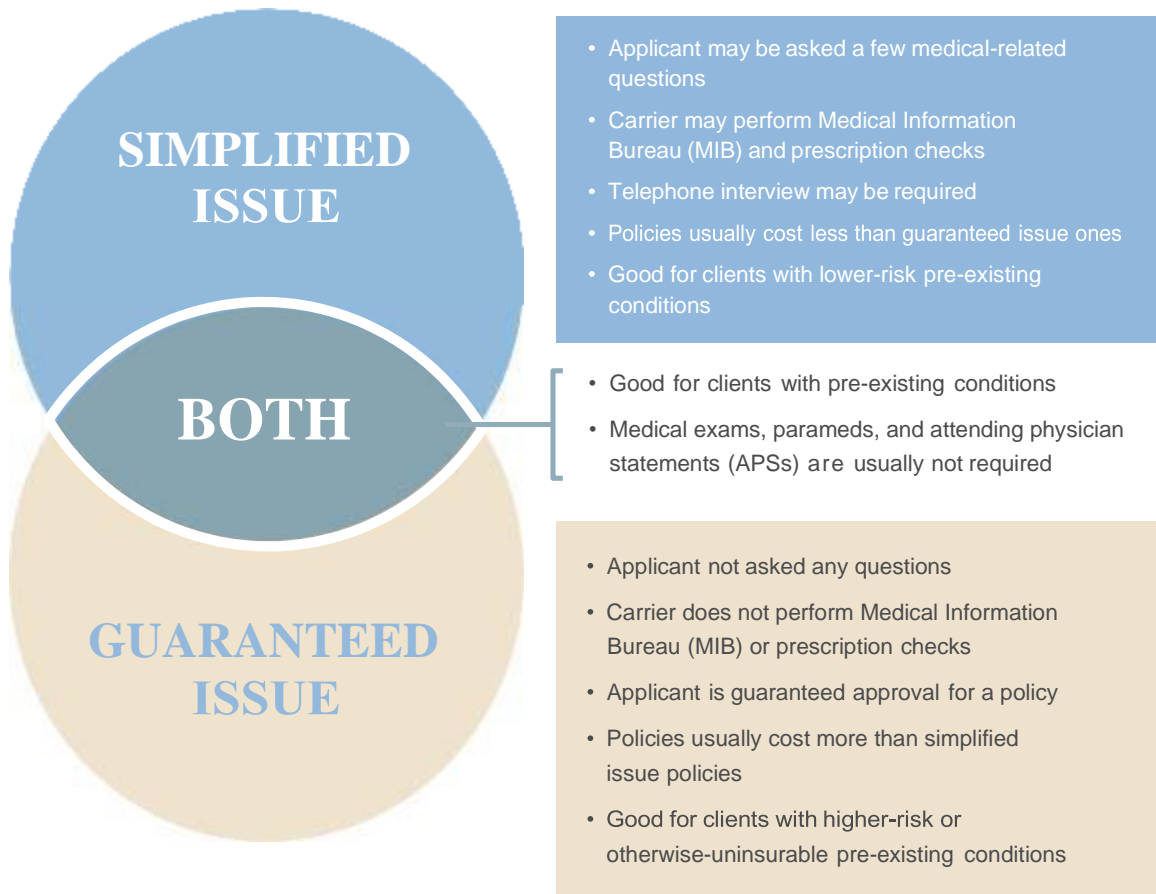 SIMPLIFIED
ISSUE
• Applicant may be asked a few medical-related
questions
• Carrier may perform Medical Information
Bureau (MIB) and prescription checks
• Telephone interview may be required
• Policies usually cost less than guaranteed issue ones
• Good for clients with lower-risk pre-existing
conditions
BOTH
• Good for clients with pre-existing conditions
• Medical exams, parameds, and attending physician
statements (APSs) are usually not required
GUARANTEED
ISSUE
• Applicant not asked any questions
• Carrier does not perform Medical Information
Bureau (MIB) or prescription checks
• Applicant is guaranteed approval for a policy
• Policies usually cost more than simplified
issue policies
• Good for clients with higher-risk or
otherwise-uninsurable pre-existing conditions